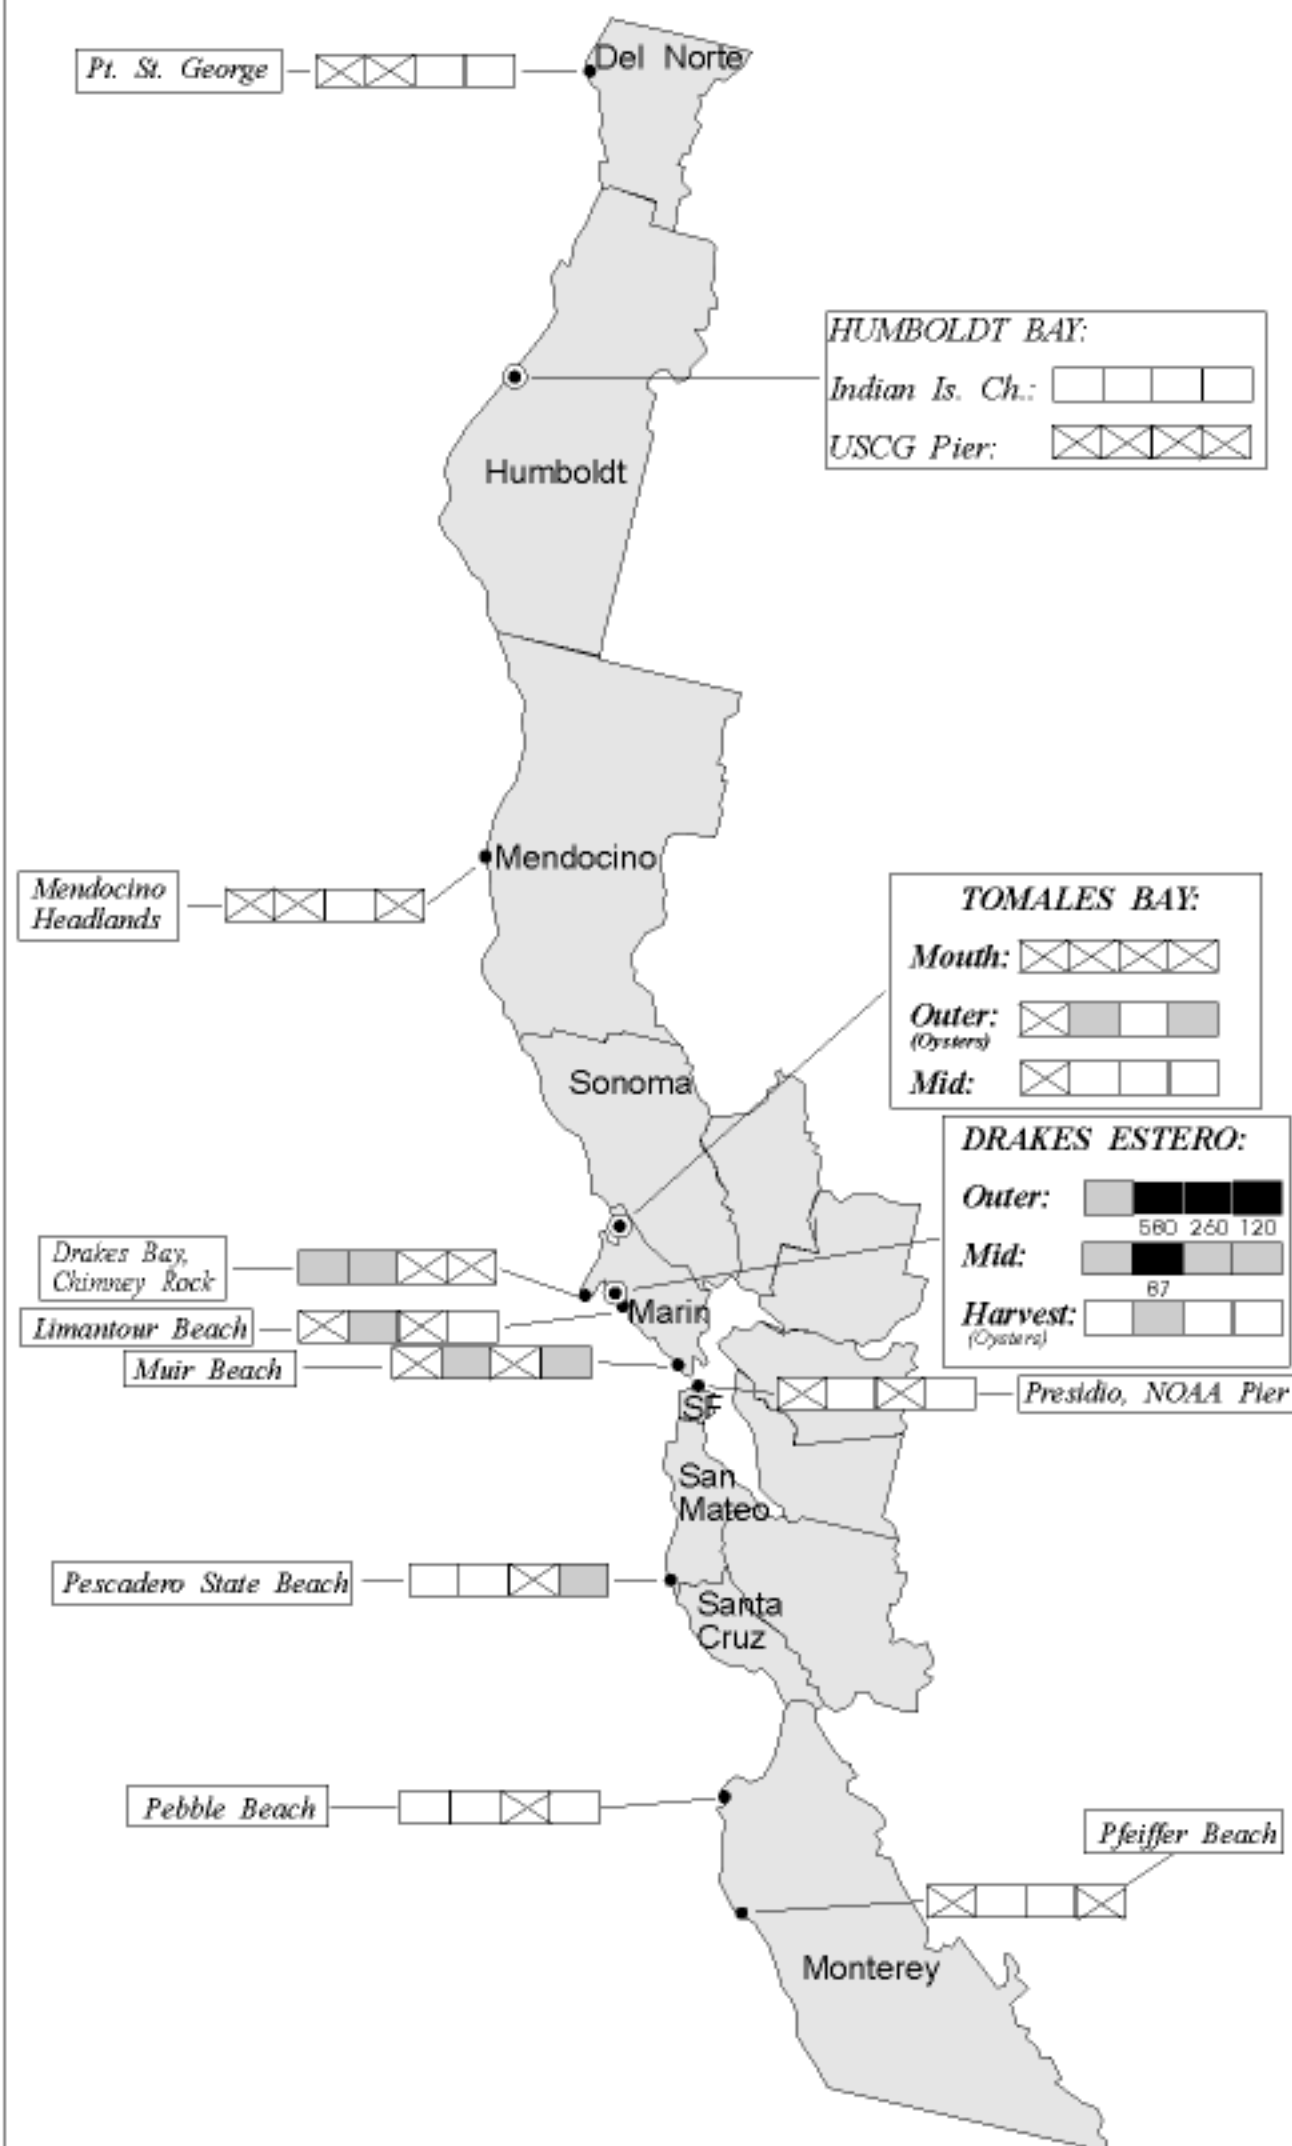 Pt. St. George
Del Norte
HUMBOLDT BAY:
Indian Is. Ch.:
USCG Pier:
Humboldt
Mendocino
Mendocino
Headlands
TOMALES BAY:
Mouth:
Outer:
(Oysters)
Mid:
Sonoma
DRAKES ESTERO:
Outer:
580 260 120
Mid:
67
Harvest:
(Oysters)
Drakes Bay,
Chimney Rock
Limantour Beach
Marin
Muir Beach
Presidio, NOAA Pier
SF
San
Mateo
Pescadero State Beach
Santa
Cruz
Pebble Beach
Pfeiffer Beach
Monterey